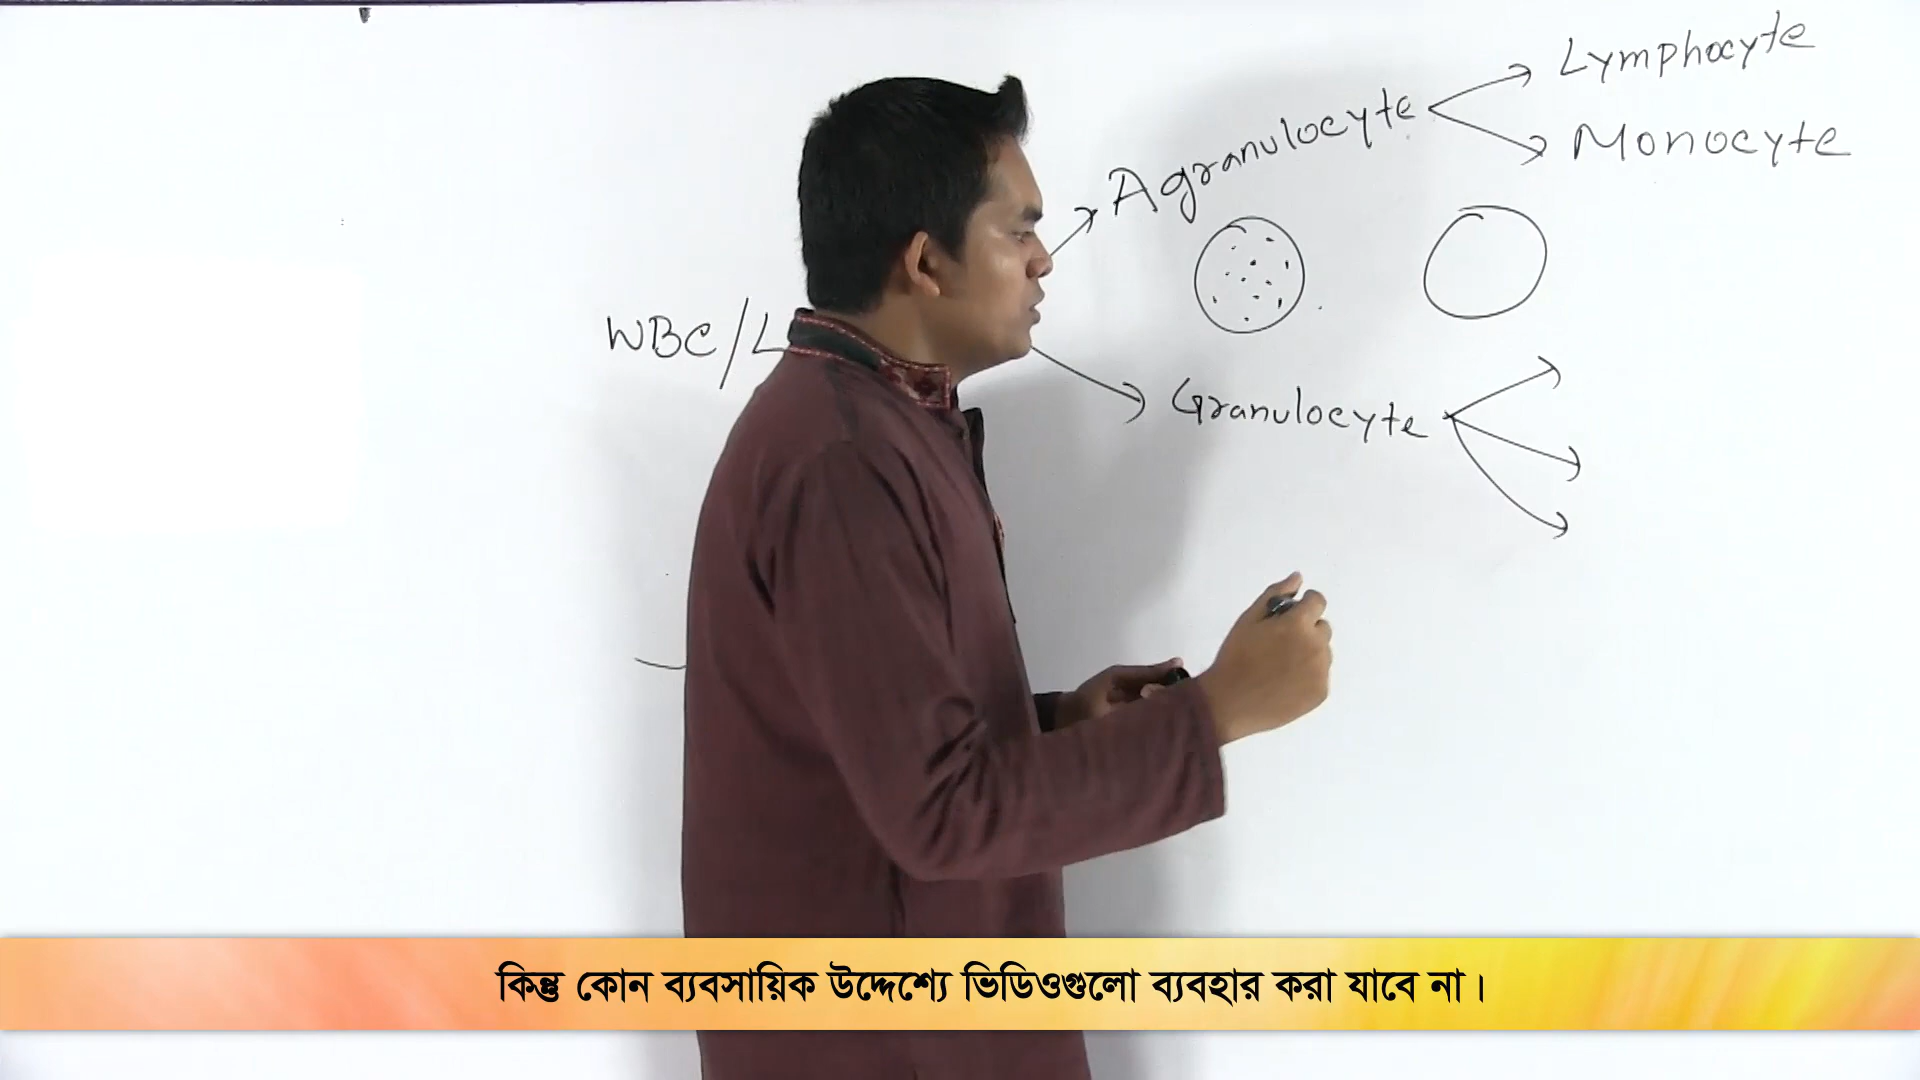 Lymphocyte
Agranulocyte
Monocyte
WBC/L
Granulocyte
কিন্তু কোন ব্যবসায়িক উদ্দেশ্যে ভিডিওগুলো ব্যবহার করা যাবে না।